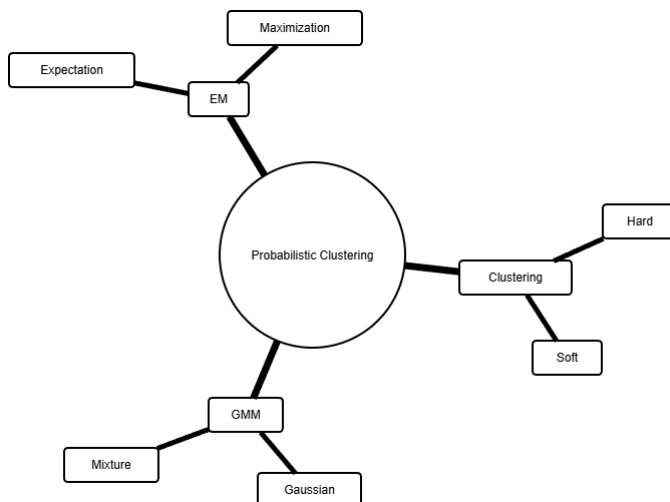 Maximization
Expectation
EM
Probabilistic Clustering
Hard
Clustering
Soft
GMM
Mixture
Gaussian